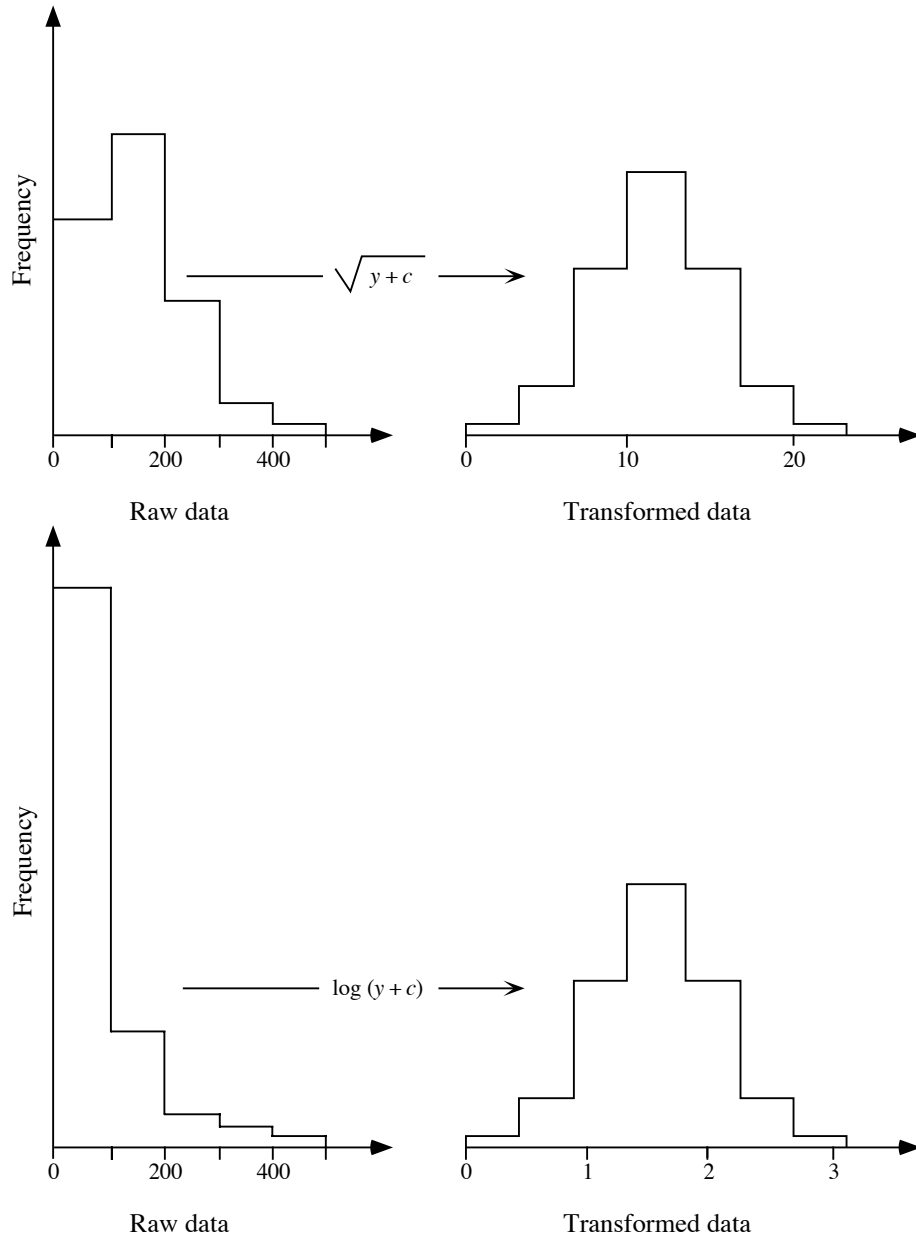 Frequency
√y + c
0 200 400
0 10 20
Raw data
Transformed data
Frequency
log (y + c)
0 200 400
0 1 2 3
Raw data
Transformed data